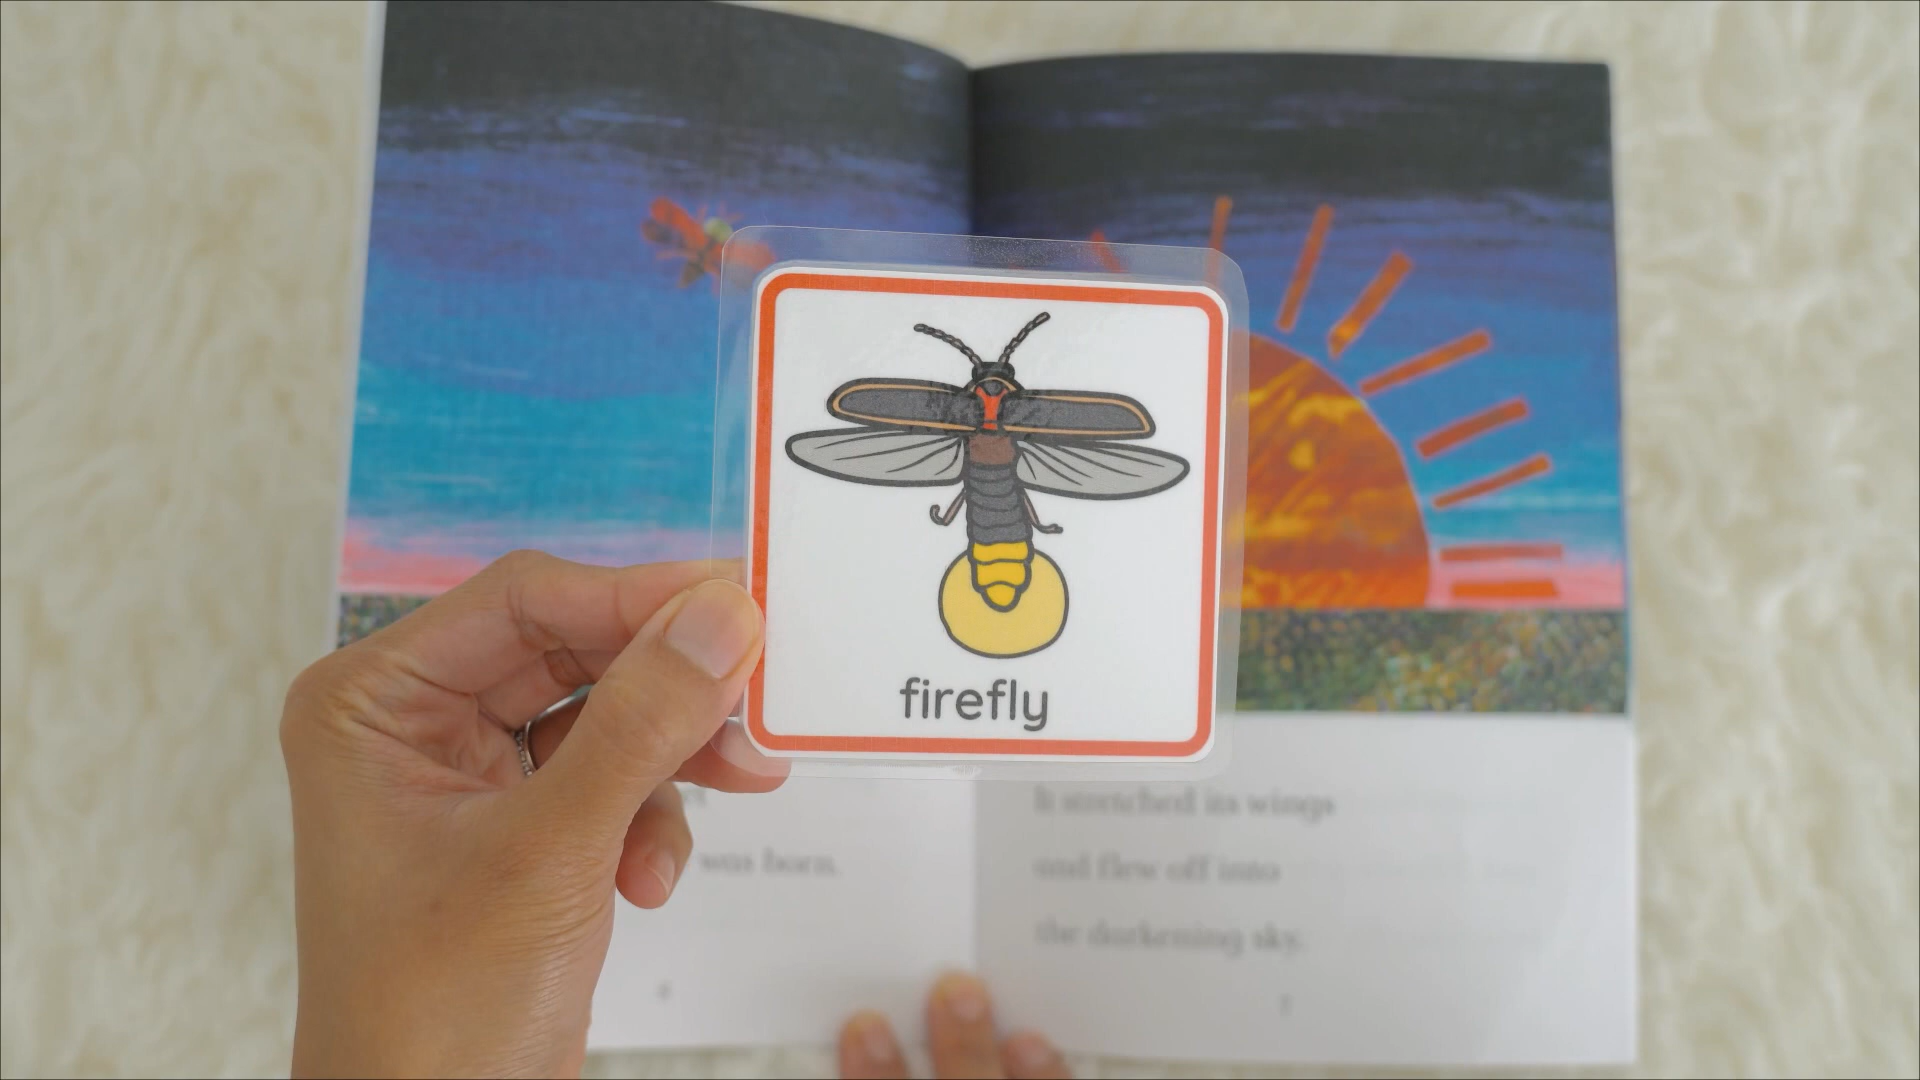 firefly
was born.
It stretched its wings
and flew off into
the darkening sky.